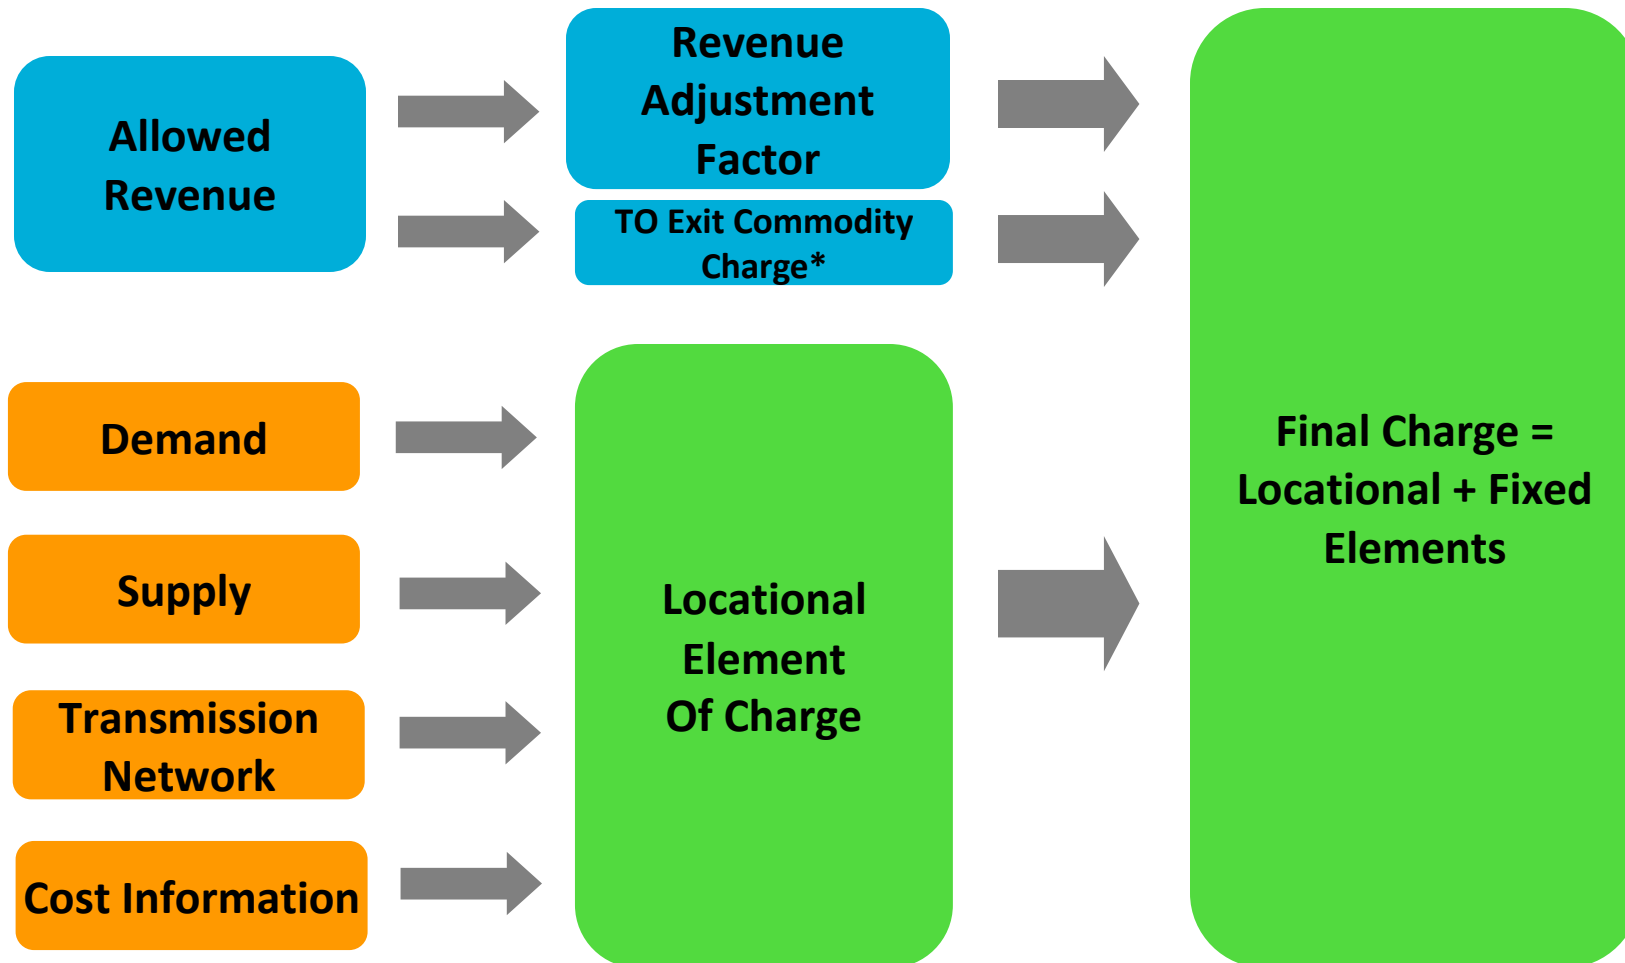 Allowed
Revenue
Revenue
Adjustment
Factor
TO Exit Commodity
Charge*
Demand
Supply
Transmission
Network
Cost Information
Locational
Element
Of Charge
Final Charge =
Locational + Fixed
Elements